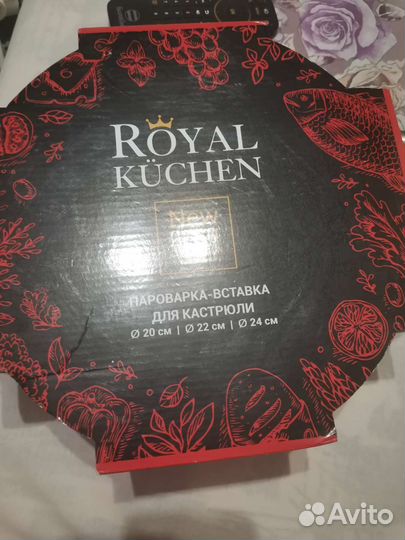 ROYAL
KÜCHEN
New
ПАРОВАРКА-ВСТАВКА
ДЛЯ КАСТРЮЛИ
Ø 20 см | Ø 22 см | Ø 24 см
Avito